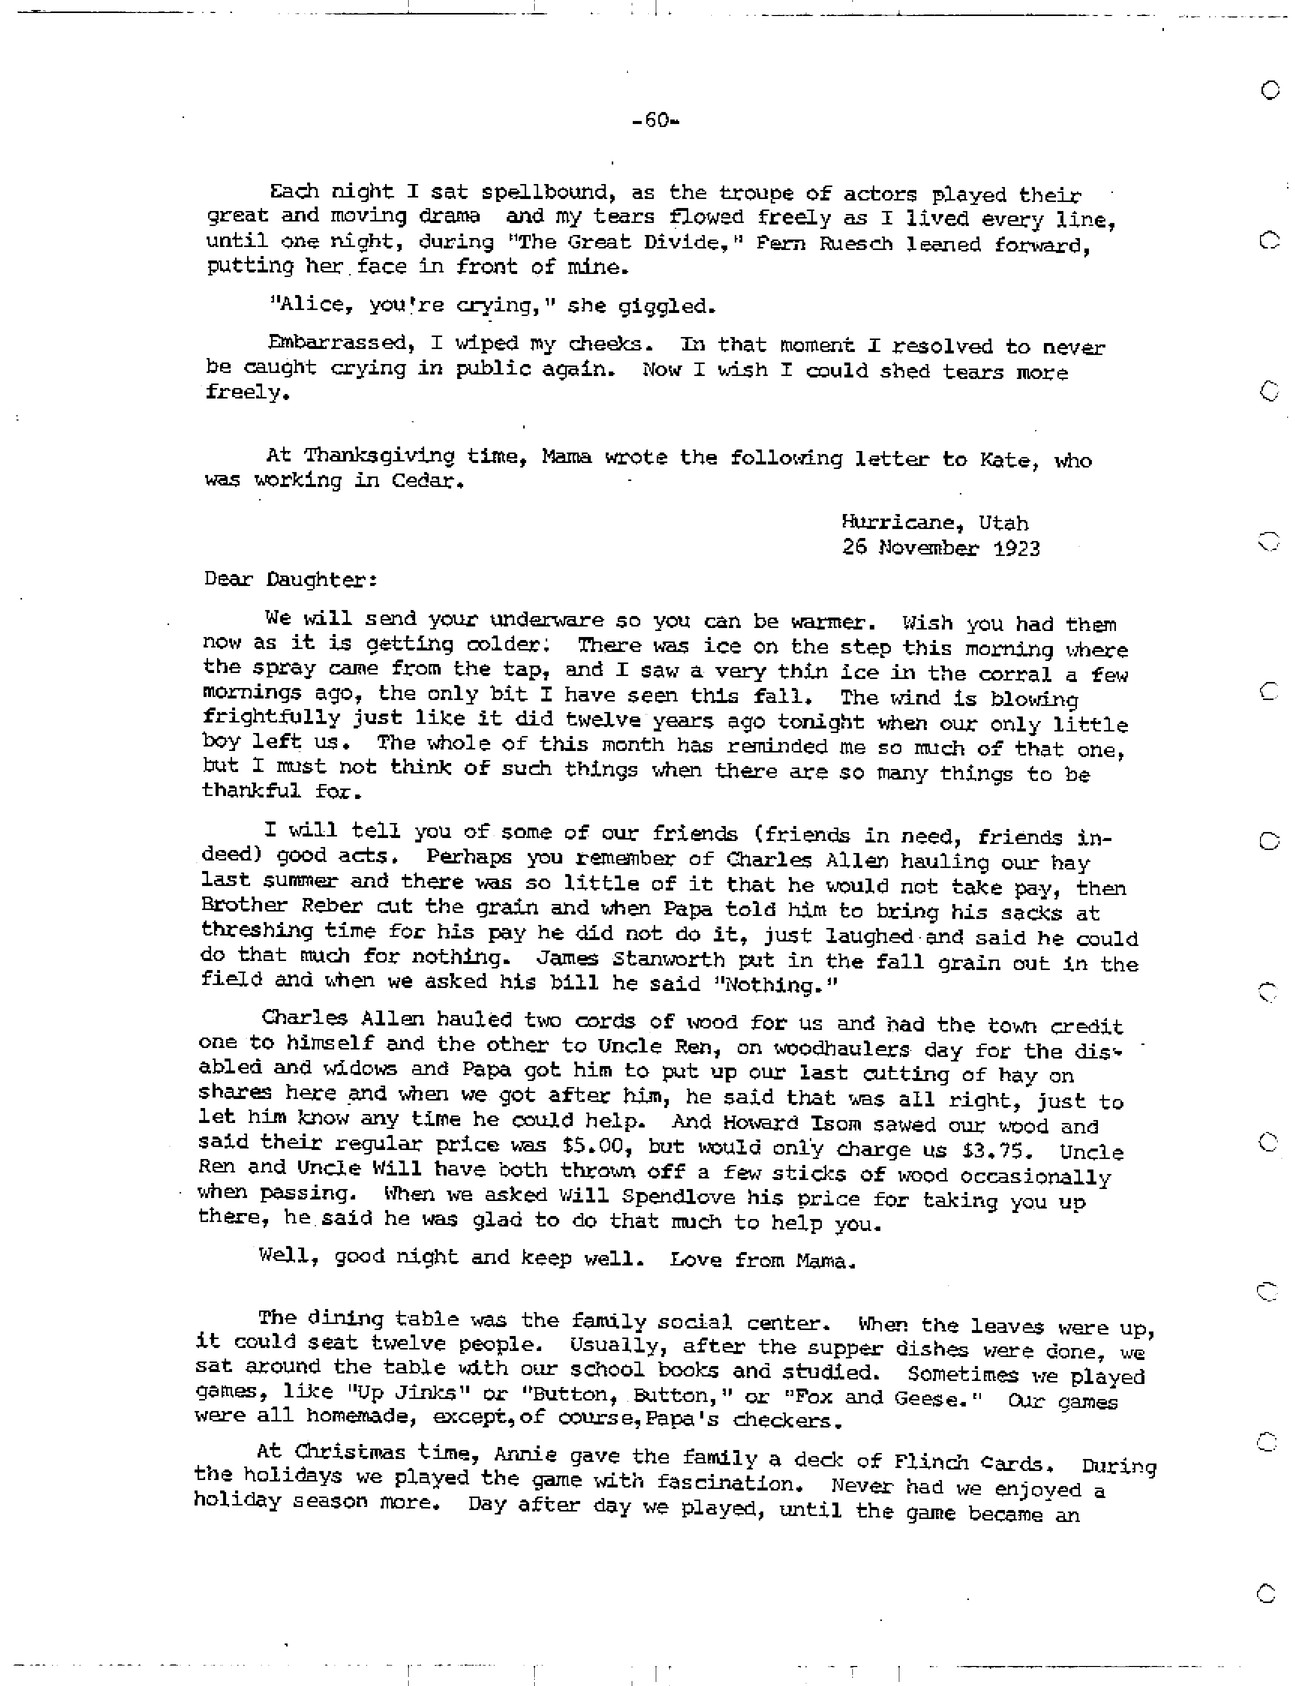 -60-
Each night I sat spellbound, as the troupe of actors played their
great and moving drama and my tears flowed freely as I lived every line,
until one night, during "The Great Divide," Fern Ruesch leaned forward,
putting her face in front of mine.
"Alice, you're crying," she giggled.
Embarrassed, I wiped my cheeks. In that moment I resolved to never
be caught crying in public again. Now I wish I could shed tears more
freely.
At Thanksgiving time, Mama wrote the following letter to Kate, who
was working in Cedar.
Hurricane, Utah
26 November 1923
Dear Daughter:
We will send your underware so you can be warmer. Wish you had them
now as it is getting colder: There was ice on the step this morning where
the spray came from the tap, and I saw a very thin ice in the corral a few
mornings ago, the only bit I have seen this fall. The wind is blowing
frightfully just like it did twelve years ago tonight when our only little
boy left us. The whole of this month has reminded me so much of that one,
but I must not think of such things when there are so many things to be
thankful for.
I will tell you of some of our friends (friends in need, friends in-
deed) good acts. Perhaps you remember of Charles Allen hauling our hay
last summer and there was so little of it that he would not take pay, then
Brother Reber cut the grain and when Papa told him to bring his sacks at
threshing time for his pay he did not do it, just laughed and said he could
do that much for nothing. James Stanworth put in the fall grain out in the
field and when we asked his bill he said "Nothing."
Charles Allen hauled two cords of wood for us and had the town credit
one to himself and the other to Uncle Ren, on woodhaulers day for the dis-
abled and widows and Papa got him to put up our last cutting of hay on
shares here and when we got after him, he said that was all right, just to
let him know any time he could help. And Howard Isom sawed our wood and
said their regular price was $5.00, but would only charge us $3.75. Uncle
Ren and Uncle Will have both thrown off a few sticks of wood occasionally
when passing. When we asked Will Spendlove his price for taking you up
there, he said he was glad to do that much to help you.
Well, good night and keep well. Love from Mama.
The dining table was the family social center. When the leaves were up,
it could seat twelve people. Usually, after the supper dishes were done, we
sat around the table with our school books and studied. Sometimes we played
games, like "Up Jinks" or "Button, Button," or "Fox and Geese." Our games
were all homemade, except, of course, Papa's checkers.
At Christmas time, Annie gave the family a deck of Flinch Cards. During
the holidays we played the game with fascination. Never had we enjoyed a
holiday season more. Day after day we played, until the game became an